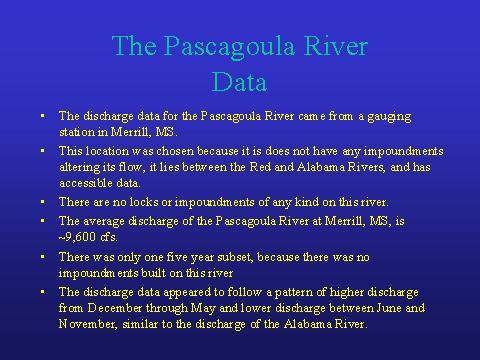 The Pascagoula River
Data
• The discharge data for the Pascagoula River came from a gauging
station in Merrill, MS.
• This location was chosen because it is does not have any impoundments
altering its flow, it lies between the Red and Alabama Rivers, and has
accessible data.
• There are no locks or impoundments of any kind on this river.
• The average discharge of the Pascagoula River at Merrill, MS, is
~9,600 cfs.
• There was only one five year subset, because there was no
impoundments built on this river
• The discharge data appeared to follow a pattern of higher discharge
from December through May and lower discharge between June and
November, similar to the discharge of the Alabama River.